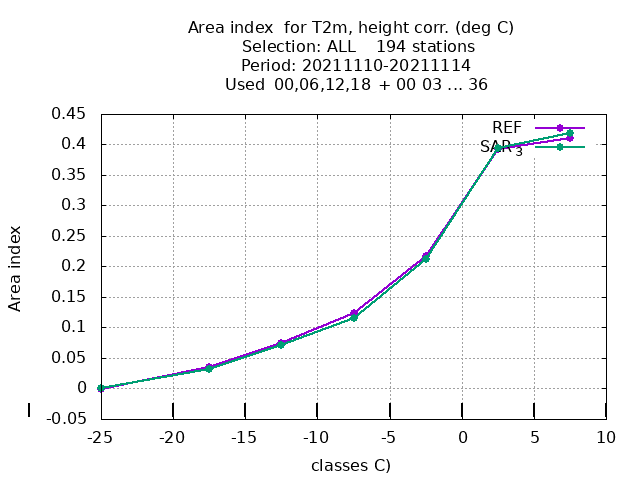 Area index  for T2m, height corr. (deg C)
Selection: ALL    194 stations
Period: 20211110-20211114
Used  00,06,12,18  + 00 03 ... 36
0.45
0.4
0.35
0.3
0.25
0.2
0.15
0.1
0.05
0
-0.05
REF
SAR 3
Area index
-25
-20
-15
-10
-5
0
5
10
classes C)